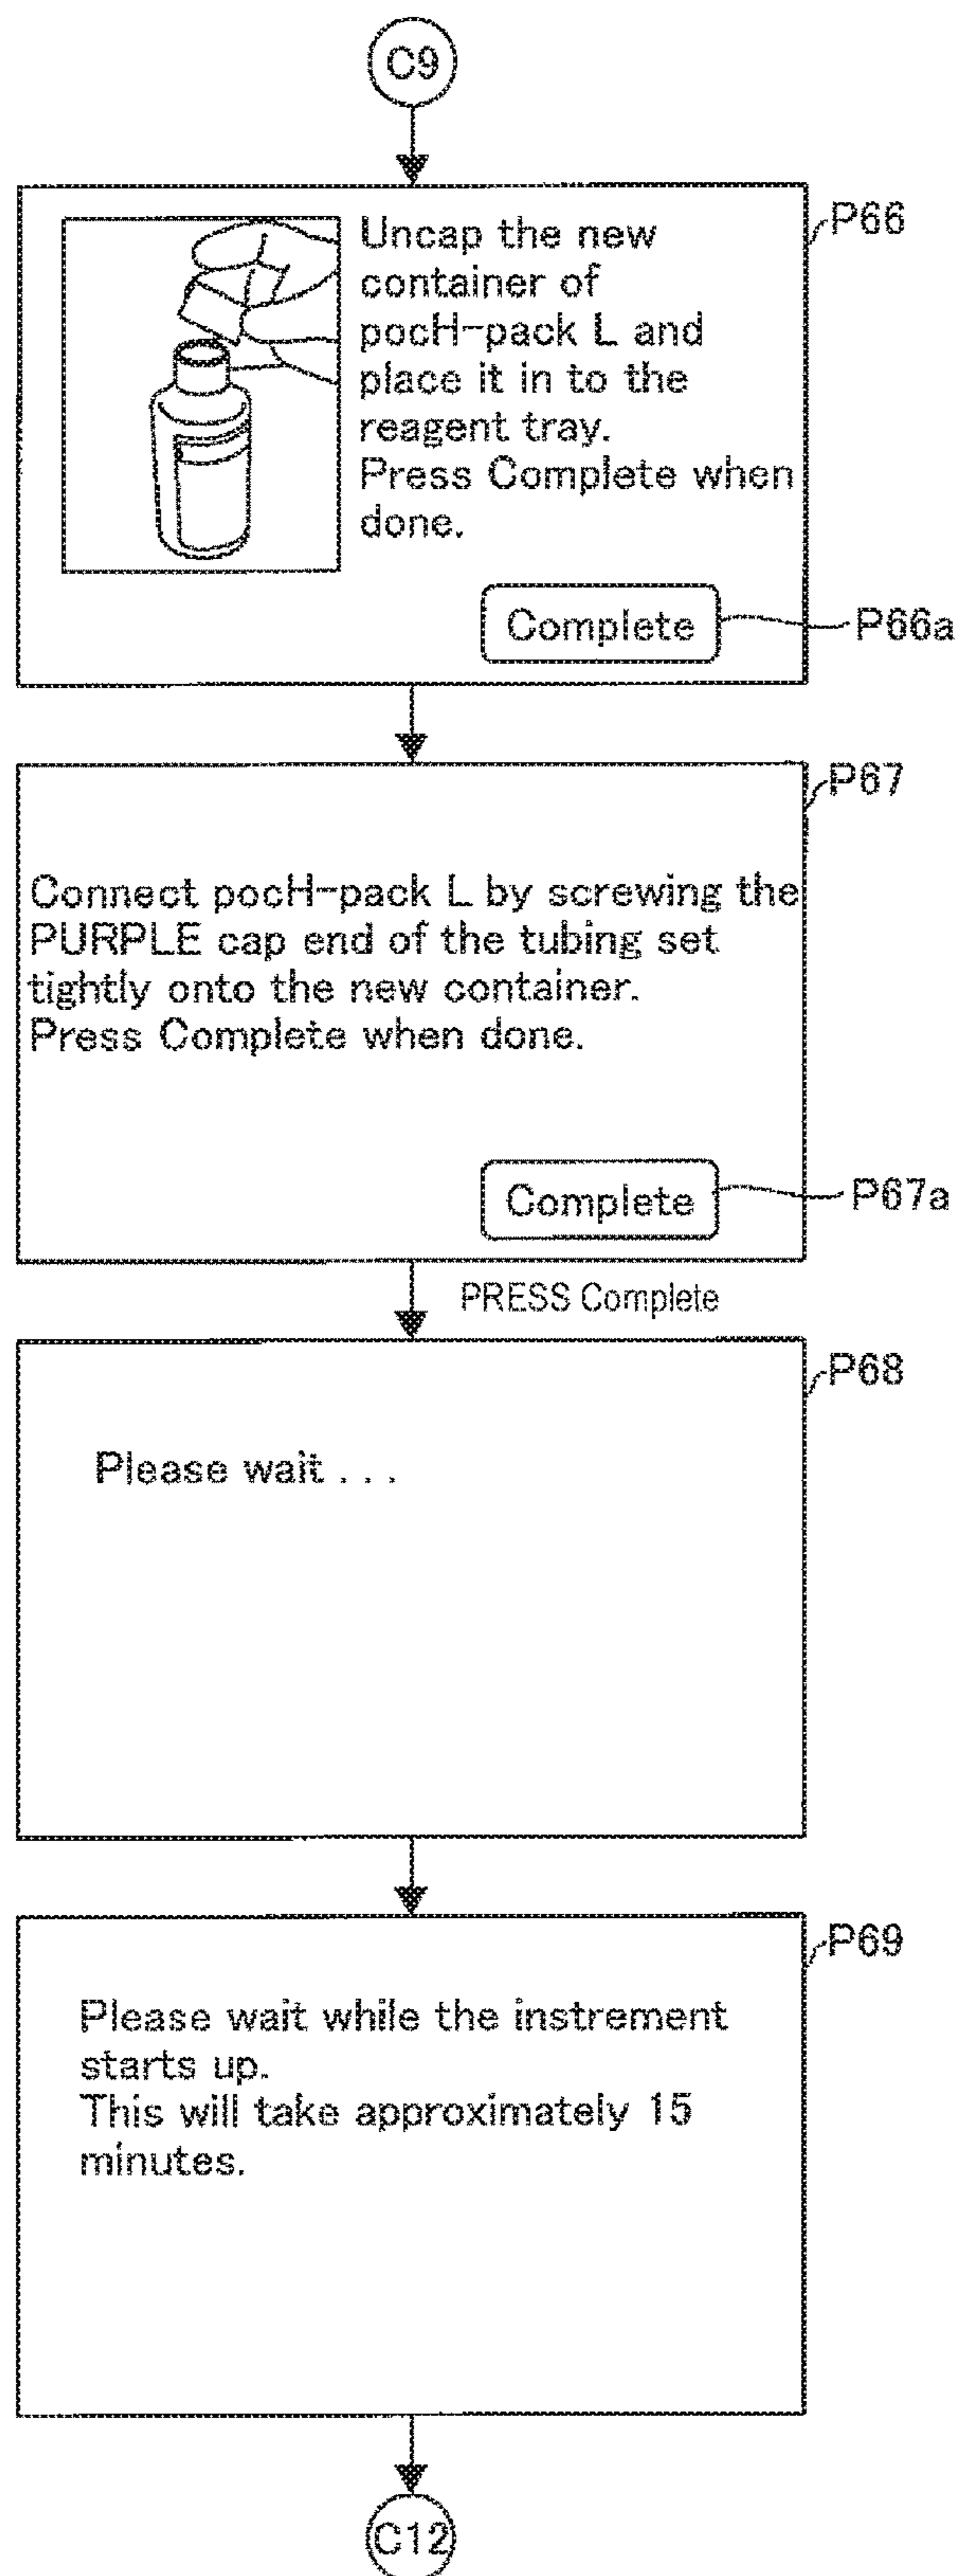 C9
P66
Uncap the new
container of
pocH-pack L and
place it in to the
reagent tray.
Press Complete when
done.
Complete
P66a
P67
Connect pocH-pack L by screwing the
PURPLE cap end of the tubing set
tightly onto the new container.
Press Complete when done.
Complete
P67a
PRESS Complete
P68
Please wait . . .
P69
Please wait while the instrement
starts up.
This will take approximately 15
minutes.
C12